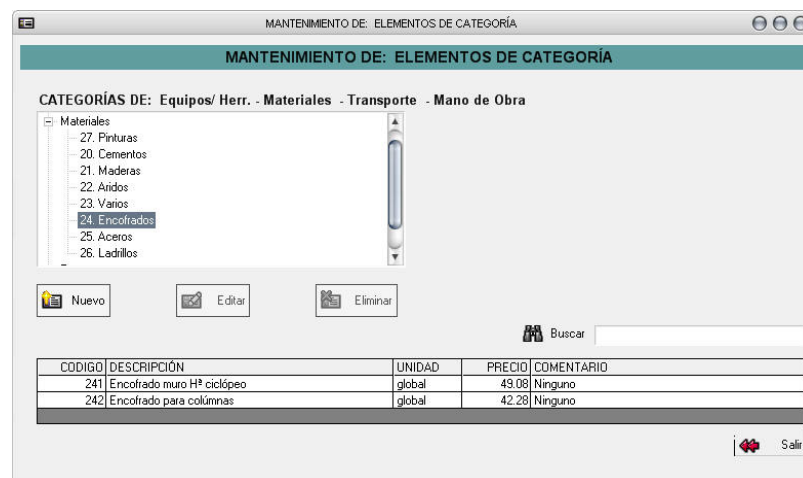 MANTENIMIENTO DE: ELEMENTOS DE CATEGORÍA
MANTENIMIENTO DE: ELEMENTOS DE CATEGORÍA
CATEGORÍAS DE: Equipos/ Herr. - Materiales - Transporte - Mano de Obra
Materiales
27. Pinturas
20. Cementos
21. Maderas
22. Aridos
23. Varios
24. Encofrados
25. Aceros
26. Ladrillos
Nuevo Editar Eliminar
Buscar
CODIGO DESCRIPCIÓN UNIDAD PRECIO COMENTARIO
241 Encofrado muro Hª ciclópeo global 49.08 Ninguno
242 Encofrado para colúmnas global 42.28 Ninguno
Salir